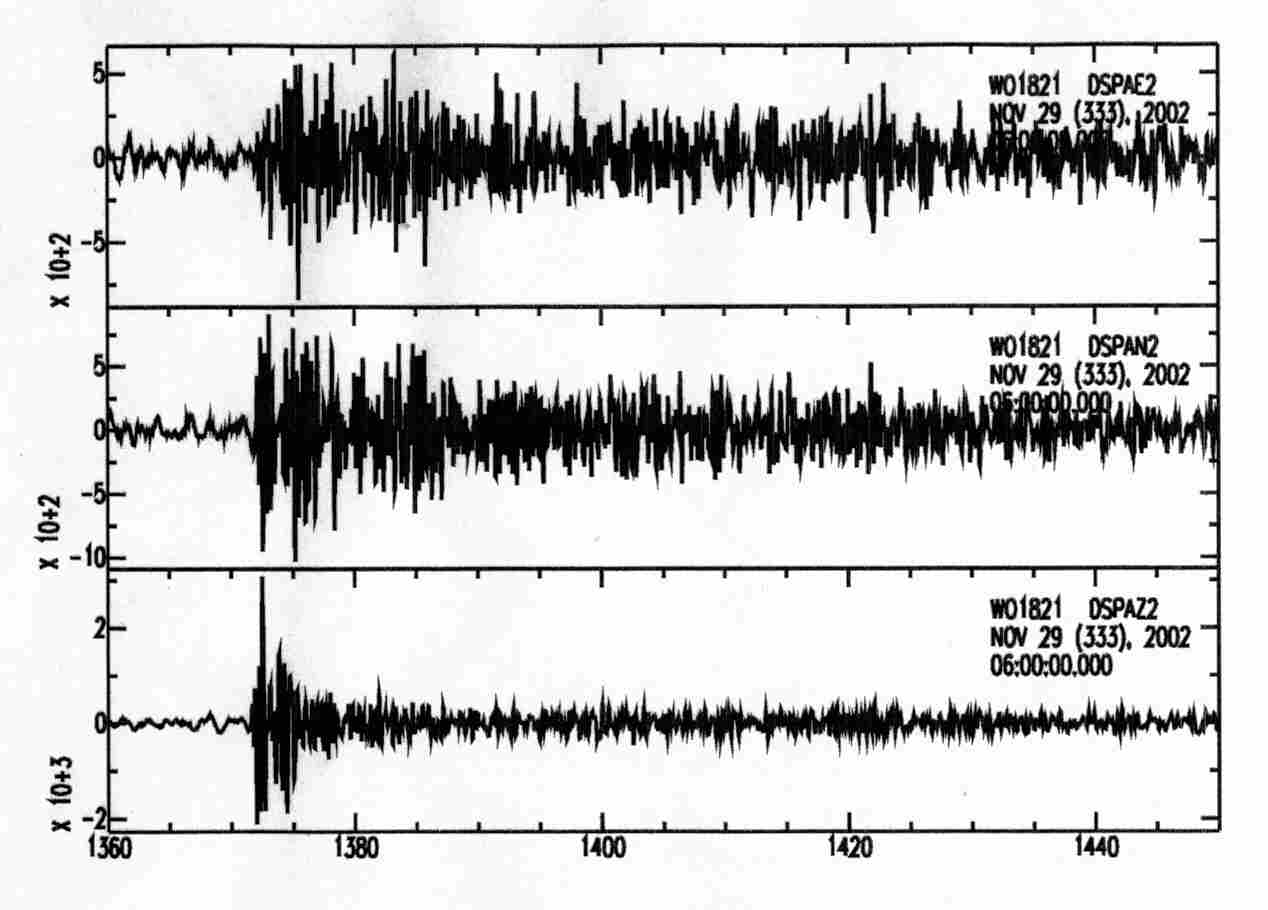 5
0
-5
X 10+2
WO1821 DSPAE2
NOV 29 (333), 2002
5
0
-5
-10
X 10+2
WO1821 DSPAN2
NOV 29 (333), 2002
06:00:00.000
2
0
-2
X 10+3
WO1821 DSPAZ2
NOV 29 (333), 2002
06:00:00.000
1360 1380 1400 1420 1440